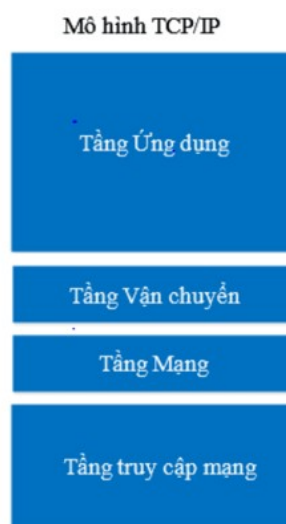 Mô hình TCP/IP
Tầng Ứng dụng
Tầng Vận chuyển
Tầng Mạng
Tầng truy cập mạng